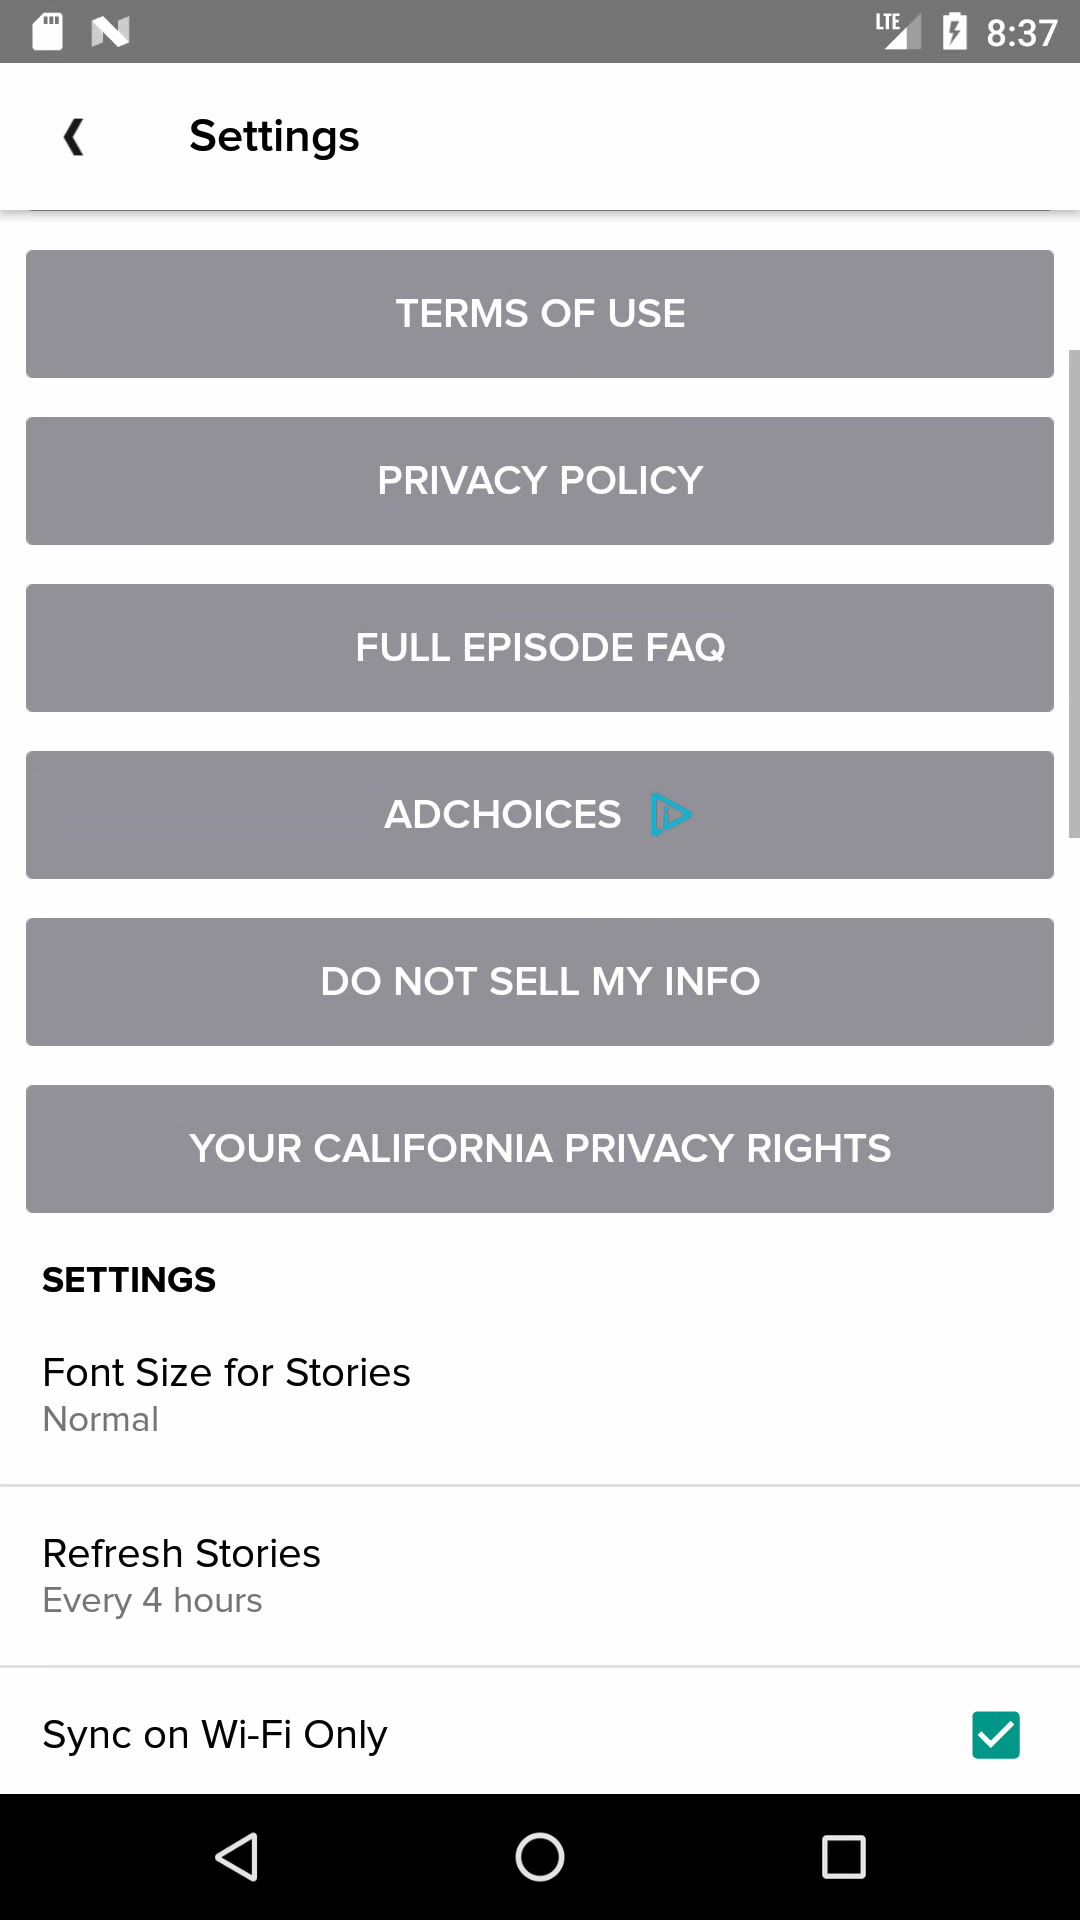 LTE 8:37
Settings
TERMS OF USE
PRIVACY POLICY
FULL EPISODE FAQ
ADCHOICES
DO NOT SELL MY INFO
YOUR CALIFORNIA PRIVACY RIGHTS
SETTINGS
Font Size for Stories
Normal
Refresh Stories
Every 4 hours
Sync on Wi-Fi Only